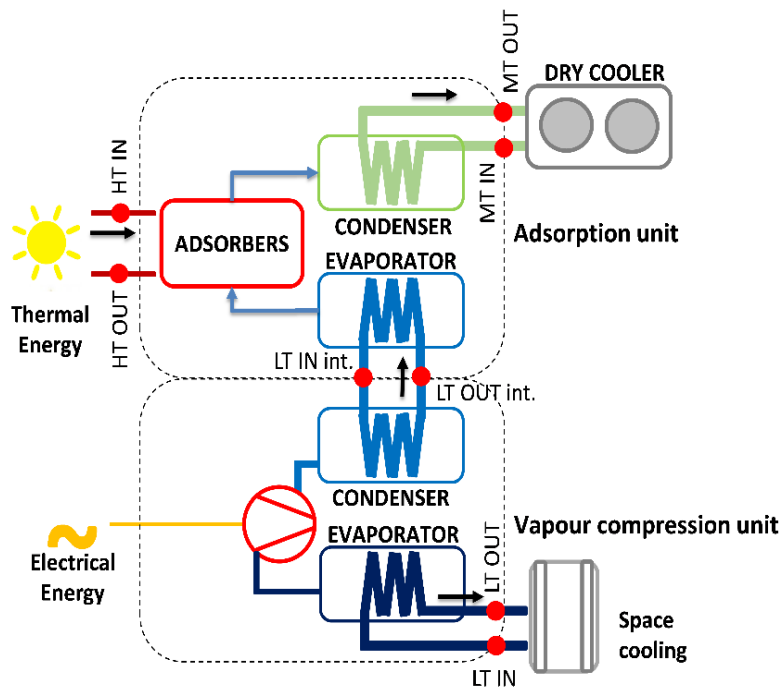 MT OUT
DRY COOLER
HT IN
MT IN
CONDENSER
ADSORBERS
Adsorption unit
EVAPORATOR
Thermal
Energy
HT OUT
LT IN int.
LT OUT int.
CONDENSER
EVAPORATOR
LT OUT
Vapour compression unit
Electrical
Energy
Space
cooling
LT IN